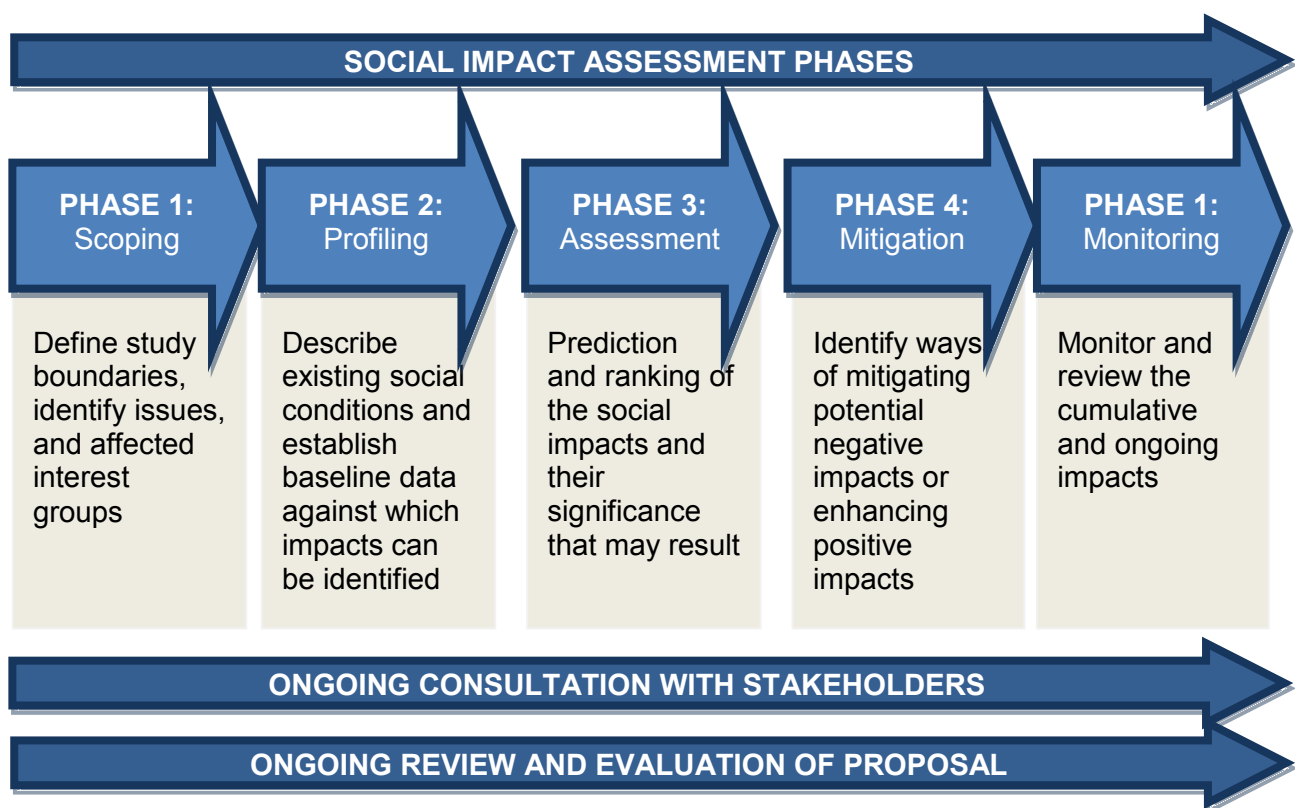 SOCIAL IMPACT ASSESSMENT PHASES
PHASE 1:
Scoping
PHASE 2:
Profiling
PHASE 3:
Assessment
PHASE 4:
Mitigation
PHASE 1:
Monitoring
Define study
boundaries,
identify issues,
and affected
interest
groups
Describe
existing social
conditions and
establish
baseline data
against which
impacts can
be identified
Prediction
and ranking of
the social
impacts and
their
significance
that may result
Identify ways
of mitigating
potential
negative
impacts or
enhancing
positive
impacts
Monitor and
review the
cumulative
and ongoing
impacts
ONGOING CONSULTATION WITH STAKEHOLDERS
ONGOING REVIEW AND EVALUATION OF PROPOSAL